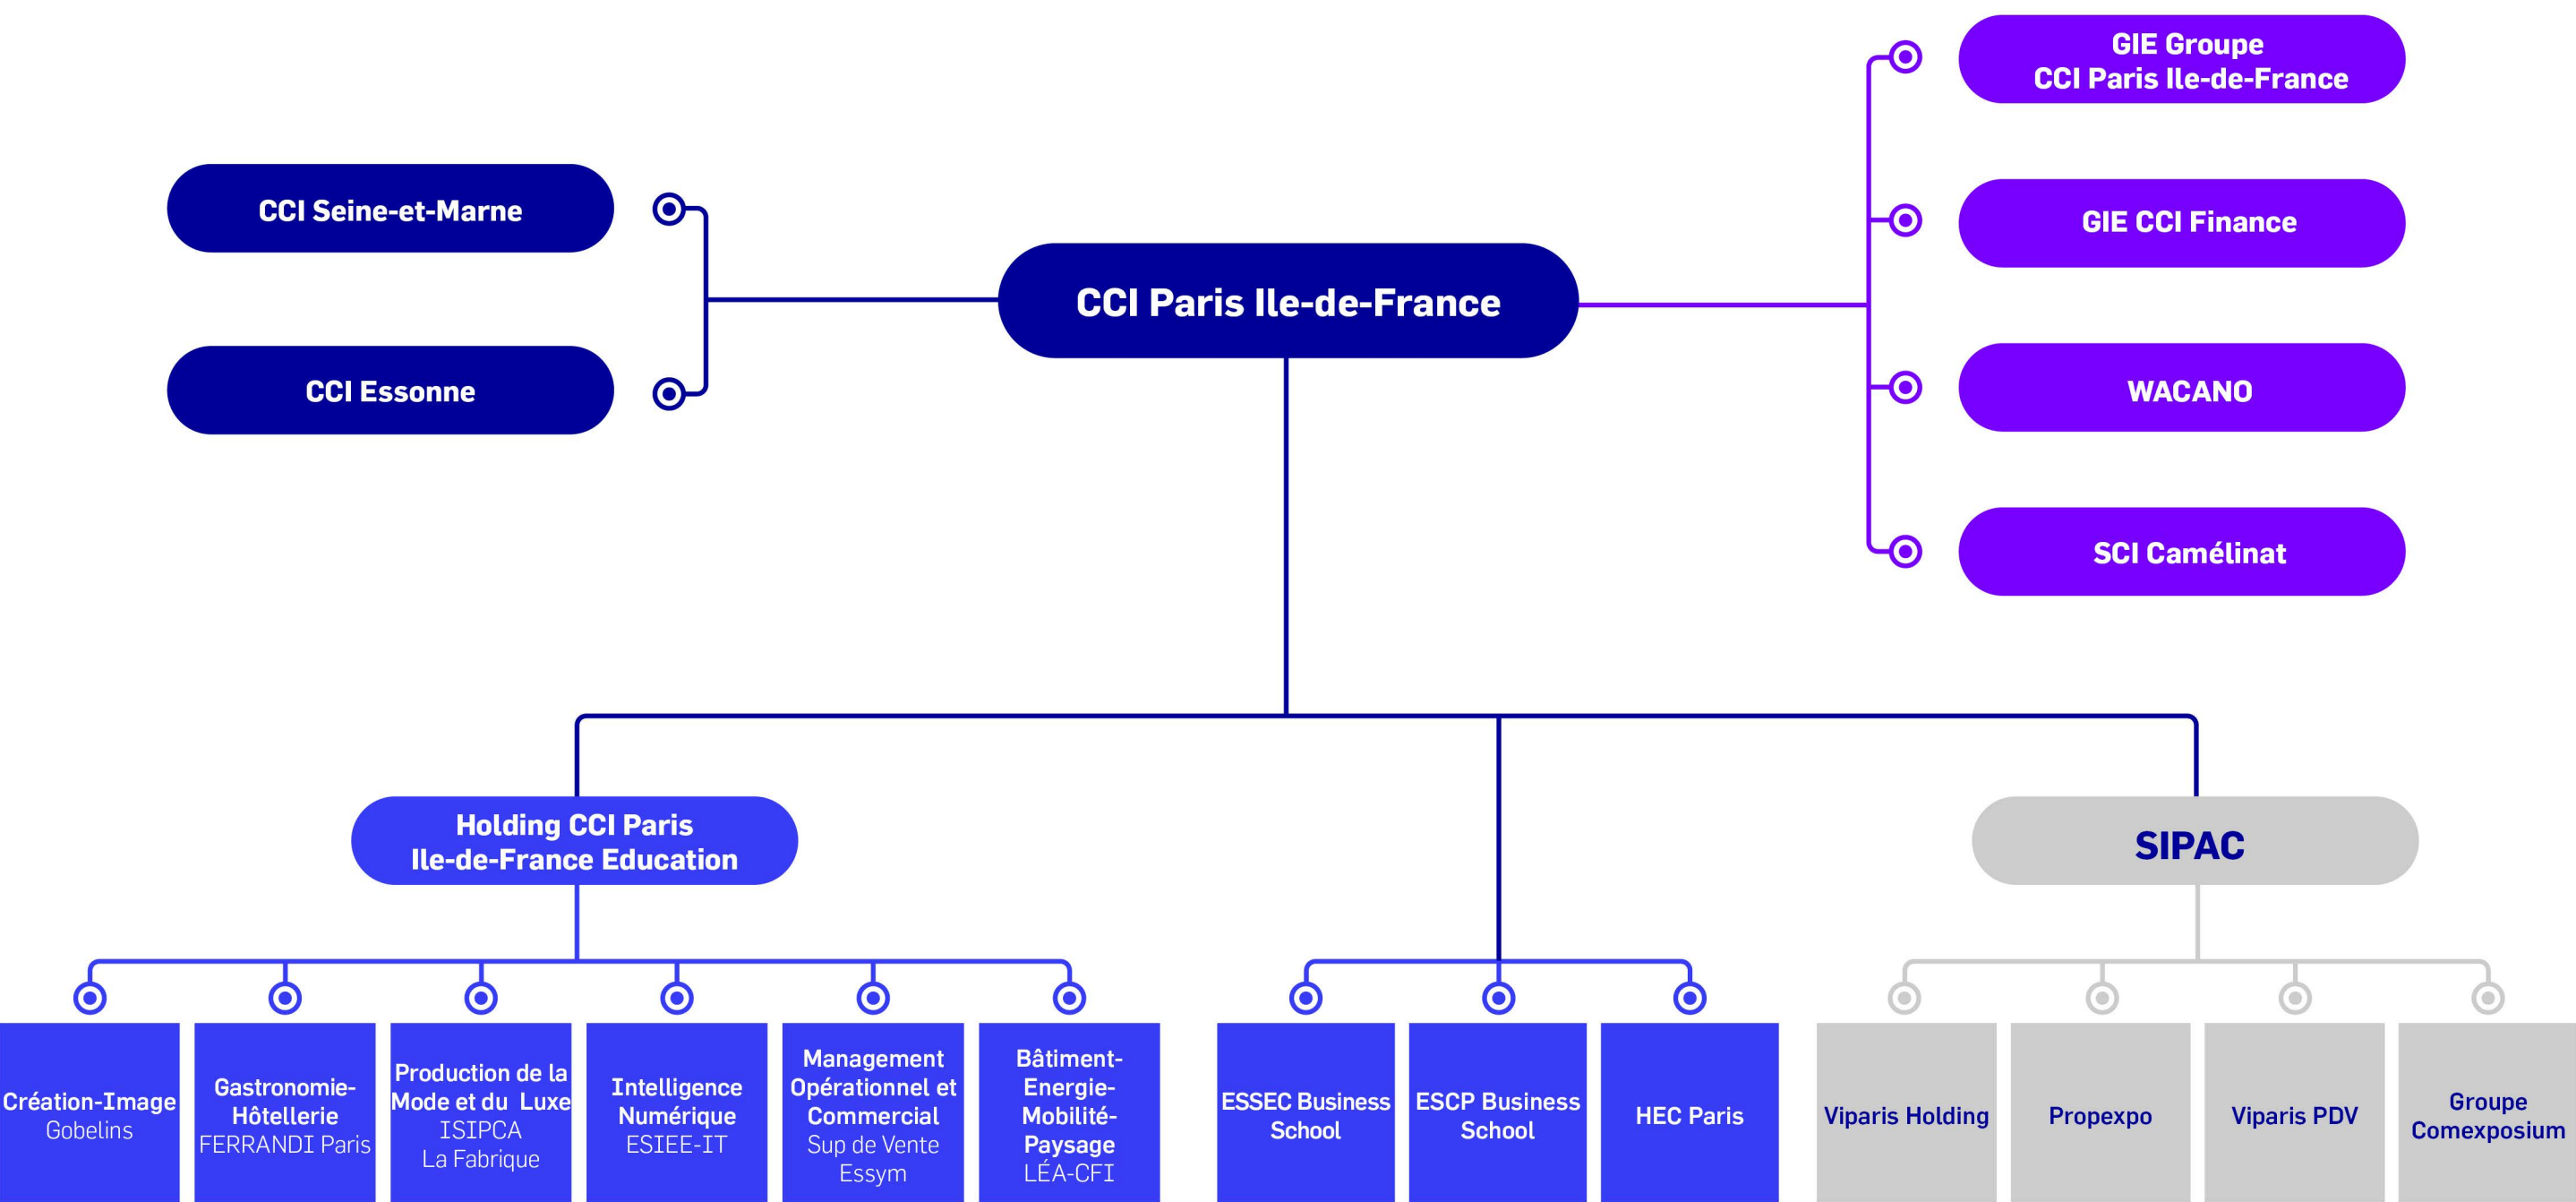 GIE Groupe
CCI Paris Ile-de-France
CCI Seine-et-Marne
GIE CCI Finance
CCI Paris Ile-de-France
CCI Essonne
WACANO
SCI Camélinat
Holding CCI Paris
Ile-de-France Education
SIPAC
Création-Image
Gobelins
Gastronomie-
Hôtellerie
FERRANDI Paris
Production de la
Mode et du Luxe
ISIPCA
La Fabrique
Intelligence
Numérique
ESIEE-IT
Management
Opérationnel et
Commercial
Sup de Vente
Essym
Bâtiment-
Energie-
Mobilité-
Paysage
LÉA-CFI
ESSEC Business
School
ESCP Business
School
HEC Paris
Viparis Holding
Propexpo
Viparis PDV
Groupe
Comexposium